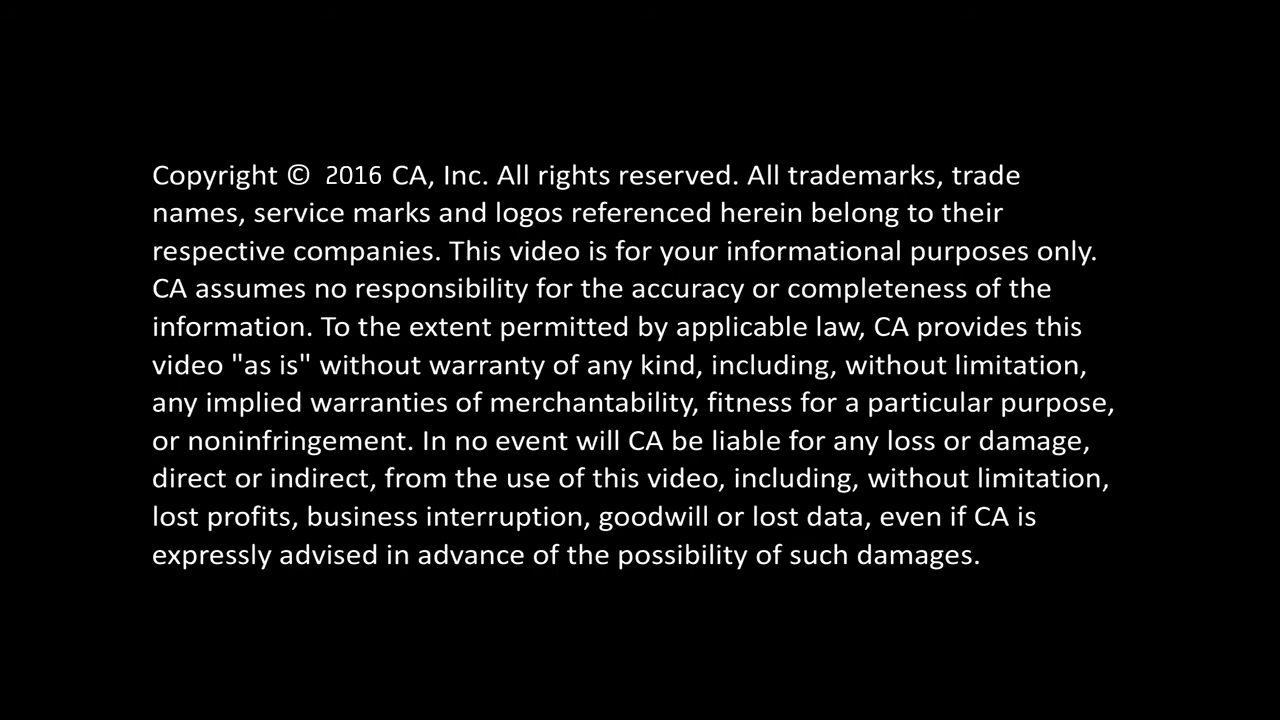 Copyright © 2016 CA, Inc. All rights reserved. All trademarks, trade
names, service marks and logos referenced herein belong to their
respective companies. This video is for your informational purposes only.
CA assumes no responsibility for the accuracy or completeness of the
information. To the extent permitted by applicable law, CA provides this
video "as is" without warranty of any kind, including, without limitation,
any implied warranties of merchantability, fitness for a particular purpose,
or noninfringement. In no event will CA be liable for any loss or damage,
direct or indirect, from the use of this video, including, without limitation,
lost profits, business interruption, goodwill or lost data, even if CA is
expressly advised in advance of the possibility of such damages.